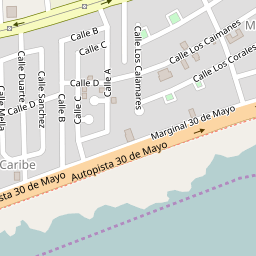 Calle B
Calle C
Calle Los Caimanes
M
Calle Los Corales
Calle Los Calamares
Calle D
Calle A
Calle C
Calle B
Calle Sanchez
Calle Duarte
Calle D
Calle Mella
Caribe
Marginal 30 de Mayo
Autopista 30 de Mayo
sta 30 de Mayo